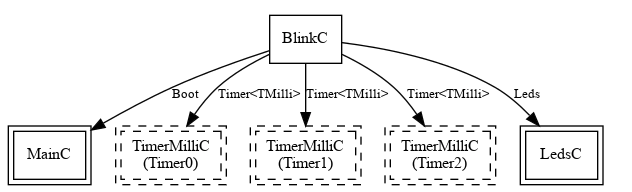 BlinkC
Boot
Timer<TMilli>
Timer<TMilli>
Timer<TMilli>
Leds
MainC
TimerMilliC
(Timer0)
TimerMilliC
(Timer1)
TimerMilliC
(Timer2)
LedsC